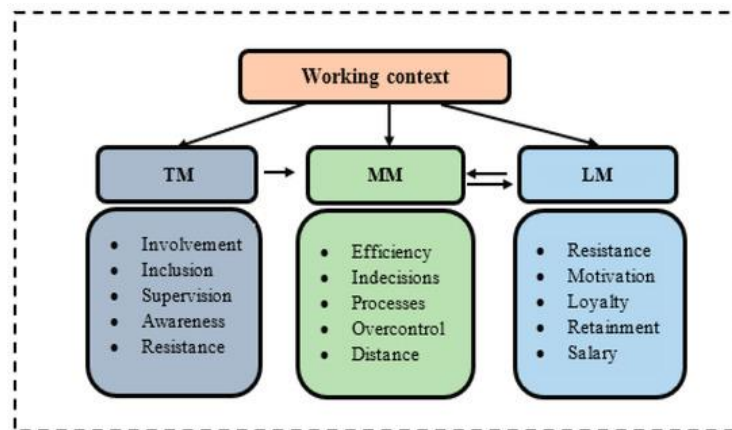 Working context
TM
MM
LM
Involvement
Inclusion
Supervision
Awareness
Resistance
Efficiency
Indecisions
Processes
Overcontrol
Distance
Resistance
Motivation
Loyalty
Retainment
Salary